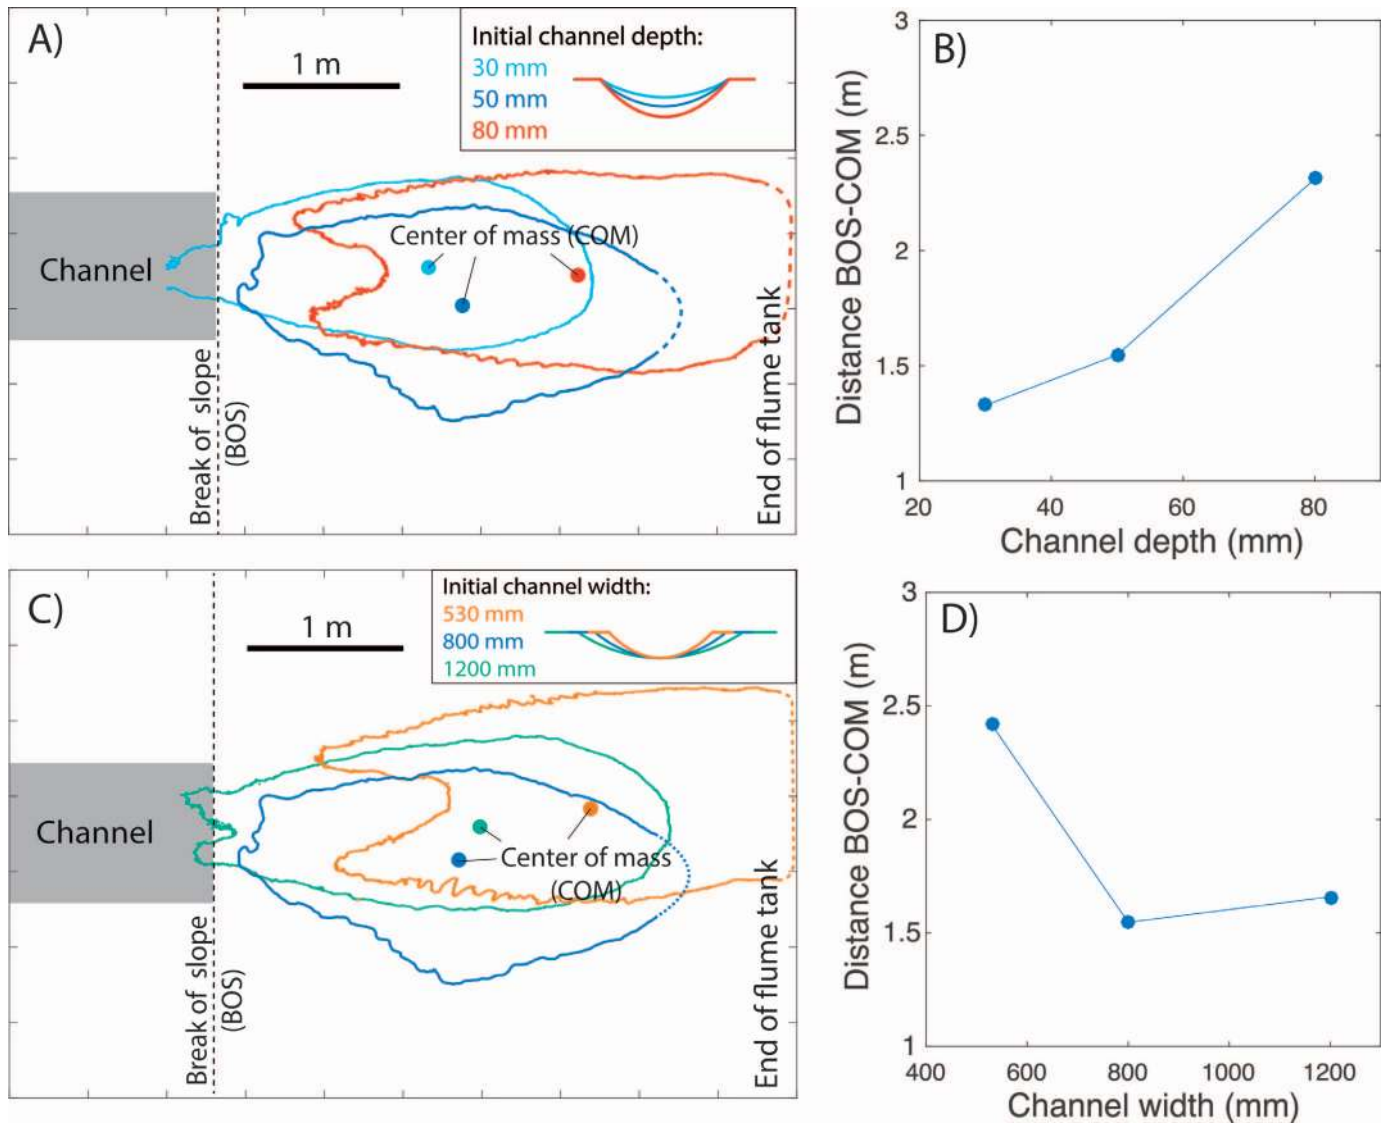 A)
1 m
Initial channel depth:
30 mm
50 mm
80 mm
Center of mass (COM)
Channel
Break of slope
(BOS)
End of flume tank
B)
Distance BOS-COM (m)
3
2.5
2
1.5
1
20
40
60
80
Channel depth (mm)
C)
1 m
Initial channel width:
530 mm
800 mm
1200 mm
Channel
Center of mass
(COM)
Break of slope
(BOS)
End of flume tank
D)
Distance BOS-COM (m)
3
2.5
2
1.5
1
400
600
800
1000
1200
Channel width (mm)